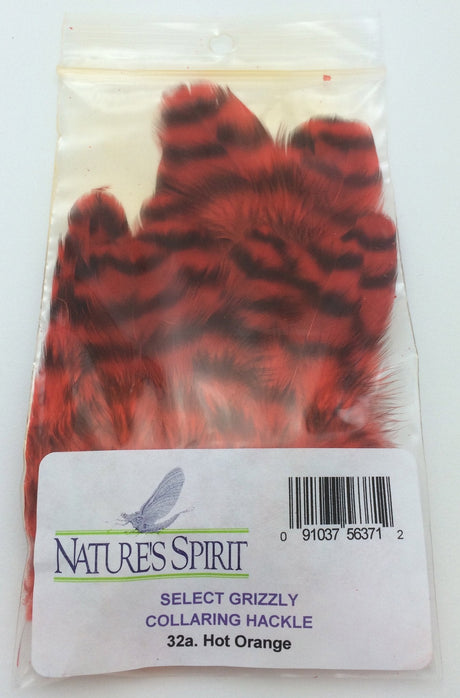 NATURE'S SPIRIT
0 91037 56371 2
SELECT GRIZZLY
COLLARING HACKLE
32a. Hot Orange